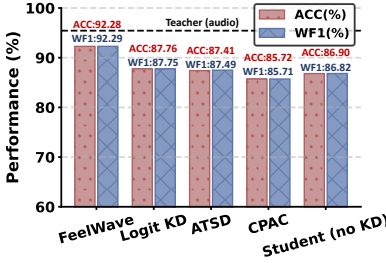 Performance (%)
100
90
80
70
60
Teacher (audio)
ACC(%)
WF1(%)
ACC:92.28
WF1:92.29
ACC:87.76
WF1:87.75
ACC:87.41
WF1:87.49
ACC:85.72
WF1:85.71
ACC:86.90
WF1:86.82
FeelWave
Logit KD
ATSD
CPAC
Student (no KD)